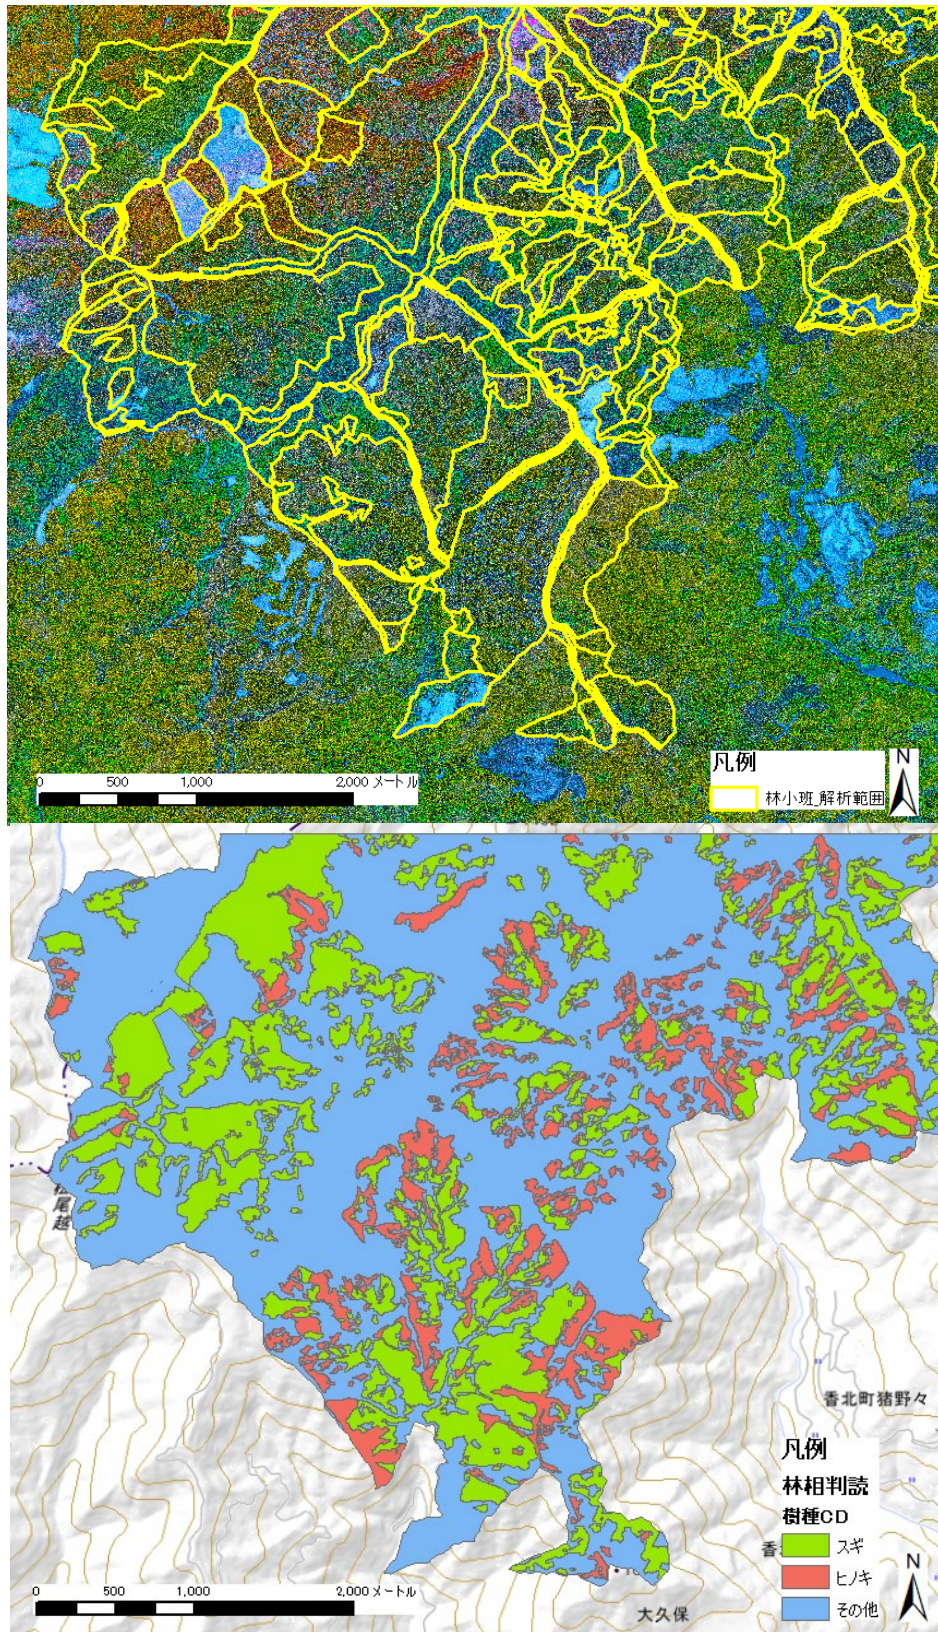 凡例
N
0 500 1,000 2,000 メートル
林小班_解析範囲
尾
越
香北町猪野々
凡例
林相判読
樹種CD
スギ
香
ヒノキ
N
0 500 1,000 2,000 メートル
その他
大久保